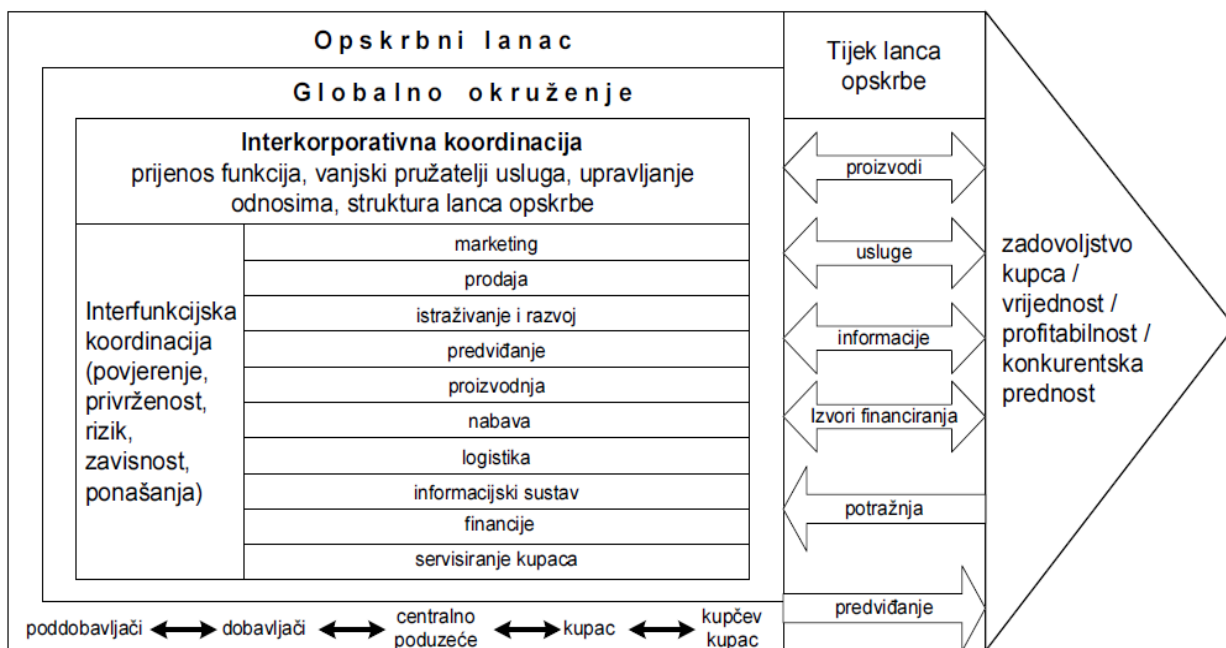 Opskrbni lanac
Globalno okruženje
Interkorporativna koordinacija
prijenos funkcija, vanjski pružatelji usluga, upravljanje
odnosima, struktura lanca opskrbe
Interfunkcijska
koordinacija
(povjerenje,
privrženost,
rizik,
zavisnost,
ponašanja)
marketing
prodaja
istraživanje i razvoj
predviđanje
proizvodnja
nabava
logistika
informacijski sustav
financije
servisiranje kupaca
poddobavljači
dobavljači
centralno
poduzeće
kupac
kupčev
kupac
Tijek lanca
opskrbe
proizvodi
usluge
informacije
Izvori financiranja
potražnja
predviđanje
zadovoljstvo
kupca /
vrijednost /
profitabilnost /
konkurentska
prednost